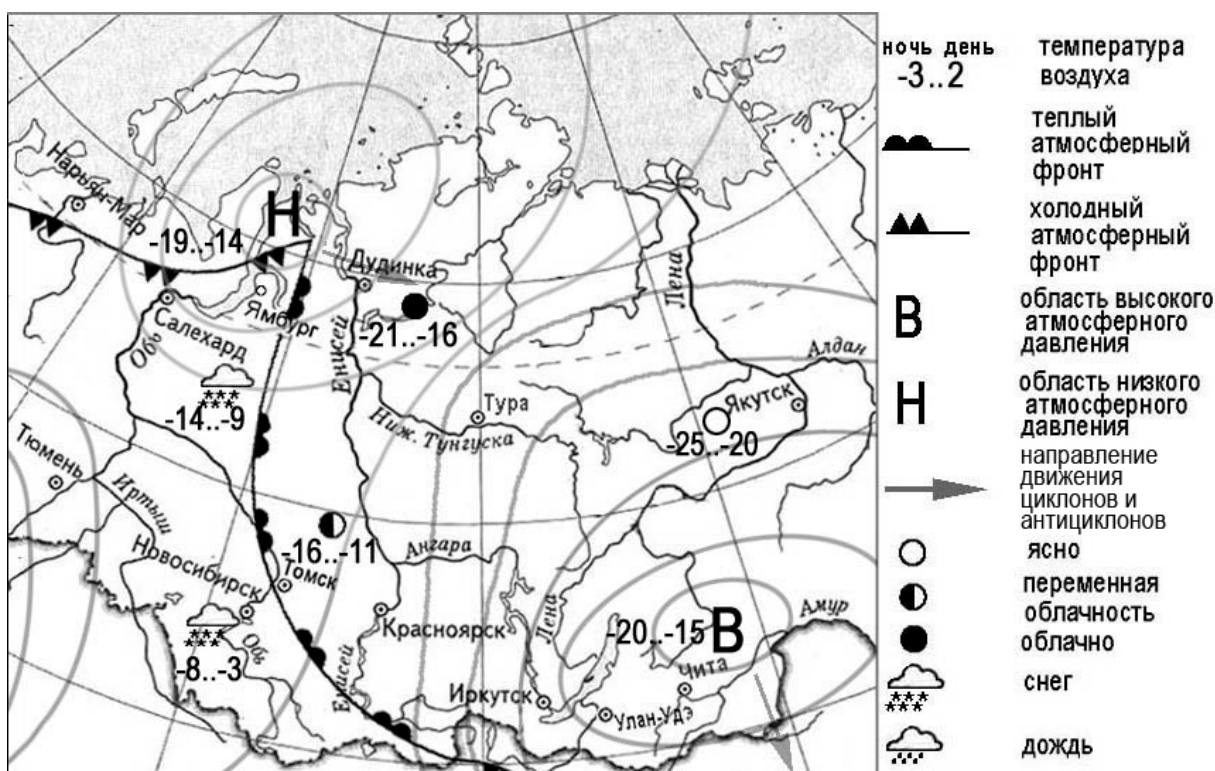 Нарьян-Мар
-19..-14
Н
Дудинка
Ямбург
Салехард
Обь
-21..-16
Енисей
Лена
Алдан
-14..-9
Тура
Ниж. Тунгуска
Якутск
-25..-20
Тюмень
Иртыш
-16..-11
Ангара
Новосибирск
Томск
Обь
-8..-3
Красноярск
Енисей
Лена
-20..-15
В
Амур
Чита
Иркутск
Улан-Удэ
ночь день
-3..2
температура
воздуха
теплый
атмосферный
фронт
холодный
атмосферный
фронт
В
область высокого
атмосферного
давления
Н
область низкого
атмосферного
давления
направление
движения
циклонов и
антициклонов
ясно
переменная
облачность
облачно
снег
дождь